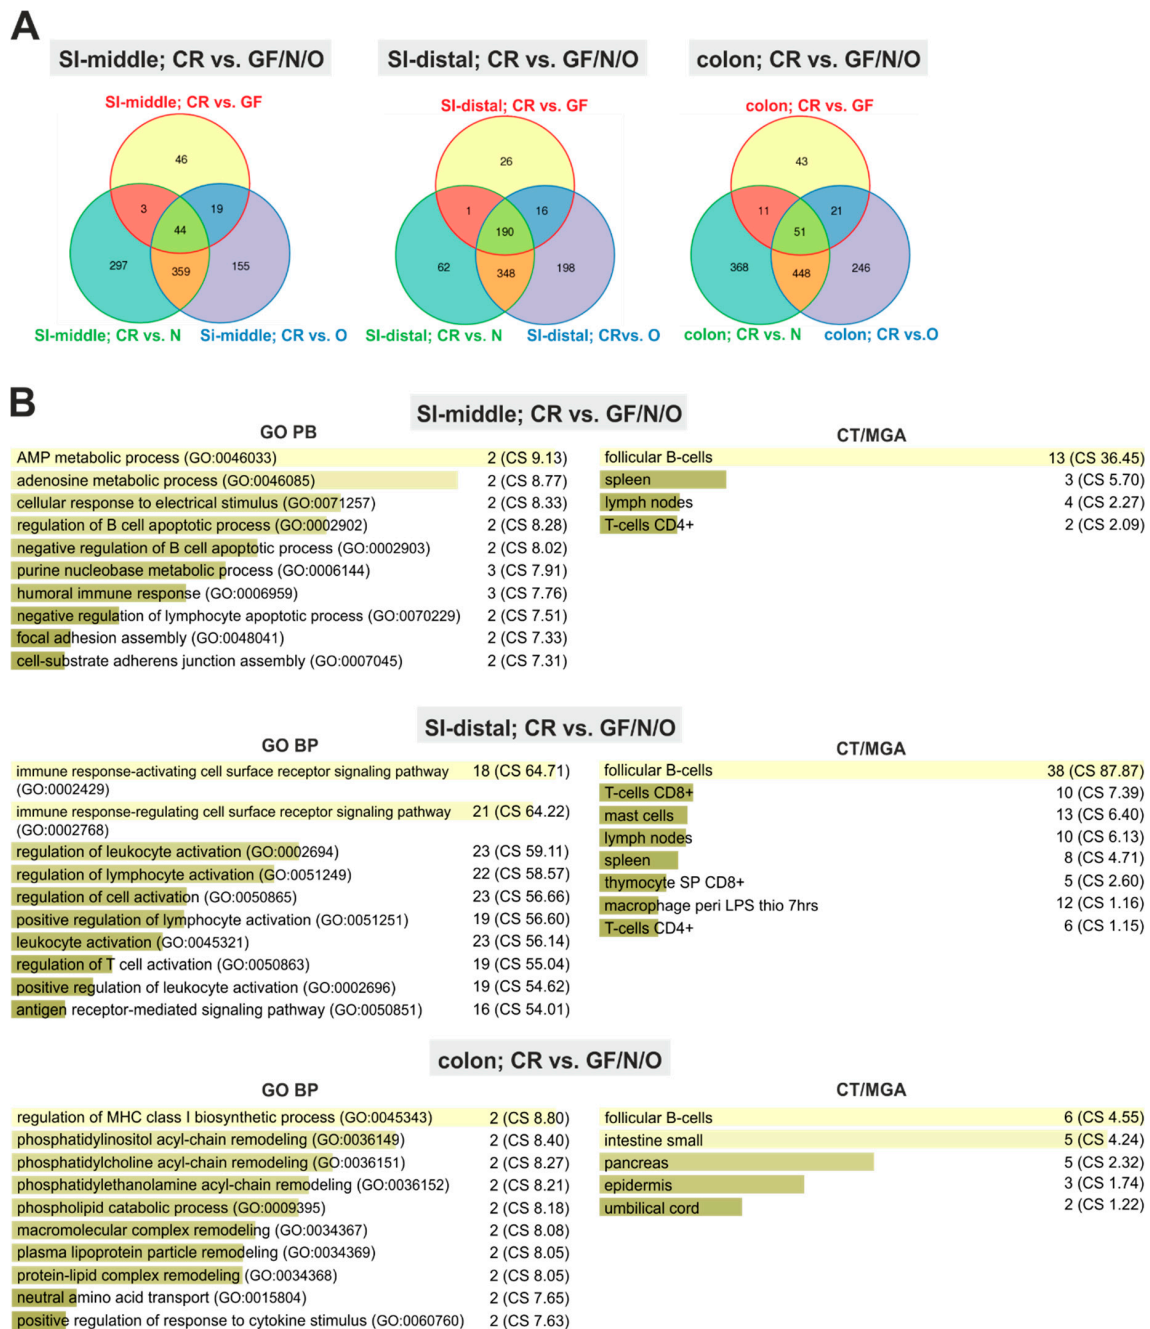 A
SI-middle; CR vs. GF/N/O
SI-distal; CR vs. GF/N/O
colon; CR vs. GF/N/O
SI-middle; CR vs. GF
46
3
19
44
297
359
155
SI-middle; CR vs. N
Si-middle; CR vs. O
SI-distal; CR vs. GF
26
1
16
190
62
348
198
SI-distal; CR vs. N
SI-distal; CRvs. O
colon; CR vs. GF
43
11
21
51
368
448
246
colon; CR vs. N
colon; CR vs.O
B
SI-middle; CR vs. GF/N/O
GO PB
AMP metabolic process (GO:0046033) 2 (CS 9.13)
adenosine metabolic process (GO:0046085) 2 (CS 8.77)
cellular response to electrical stimulus (GO:0071257) 2 (CS 8.33)
regulation of B cell apoptotic process (GO:0002902) 2 (CS 8.28)
negative regulation of B cell apoptotic process (GO:0002903) 2 (CS 8.02)
purine nucleobase metabolic process (GO:0006144) 3 (CS 7.91)
humoral immune response (GO:0006959) 3 (CS 7.76)
negative regulation of lymphocyte apoptotic process (GO:0070229) 2 (CS 7.51)
focal adhesion assembly (GO:0048041) 2 (CS 7.33)
cell-substrate adherens junction assembly (GO:0007045) 2 (CS 7.31)
CT/MGA
follicular B-cells 13 (CS 36.45)
spleen 3 (CS 5.70)
lymph nodes 4 (CS 2.27)
T-cells CD4+ 2 (CS 2.09)
SI-distal; CR vs. GF/N/O
GO BP
immune response-activating cell surface receptor signaling pathway 18 (CS 64.71)
(GO:0002429)
immune response-regulating cell surface receptor signaling pathway 21 (CS 64.22)
(GO:0002768)
regulation of leukocyte activation (GO:0002694) 23 (CS 59.11)
regulation of lymphocyte activation (GO:0051249) 22 (CS 58.57)
regulation of cell activation (GO:0050865) 23 (CS 56.66)
positive regulation of lymphocyte activation (GO:0051251) 19 (CS 56.60)
leukocyte activation (GO:0045321) 23 (CS 56.14)
regulation of T cell activation (GO:0050863) 19 (CS 55.04)
positive regulation of leukocyte activation (GO:0002696) 19 (CS 54.62)
antigen receptor-mediated signaling pathway (GO:0050851) 16 (CS 54.01)
CT/MGA
follicular B-cells 38 (CS 87.87)
T-cells CD8+ 10 (CS 7.39)
mast cells 13 (CS 6.40)
lymph nodes 10 (CS 6.13)
spleen 8 (CS 4.71)
thymocyte SP CD8+ 5 (CS 2.60)
macrophage peri LPS thio 7hrs 12 (CS 1.16)
T-cells CD4+ 6 (CS 1.15)
colon; CR vs. GF/N/O
GO BP
regulation of MHC class I biosynthetic process (GO:0045343) 2 (CS 8.80)
phosphatidylinositol acyl-chain remodeling (GO:0036149) 2 (CS 8.40)
phosphatidylcholine acyl-chain remodeling (GO:0036151) 2 (CS 8.27)
phosphatidylethanolamine acyl-chain remodeling (GO:0036152) 2 (CS 8.21)
phospholipid catabolic process (GO:0009395) 2 (CS 8.18)
macromolecular complex remodeling (GO:0034367) 2 (CS 8.08)
plasma lipoprotein particle remodeling (GO:0034369) 2 (CS 8.05)
protein-lipid complex remodeling (GO:0034368) 2 (CS 8.05)
neutral amino acid transport (GO:0015804) 2 (CS 7.65)
positive regulation of response to cytokine stimulus (GO:0060760) 2 (CS 7.63)
CT/MGA
follicular B-cells 6 (CS 4.55)
intestine small 5 (CS 4.24)
pancreas 5 (CS 2.32)
epidermis 3 (CS 1.74)
umbilical cord 2 (CS 1.22)